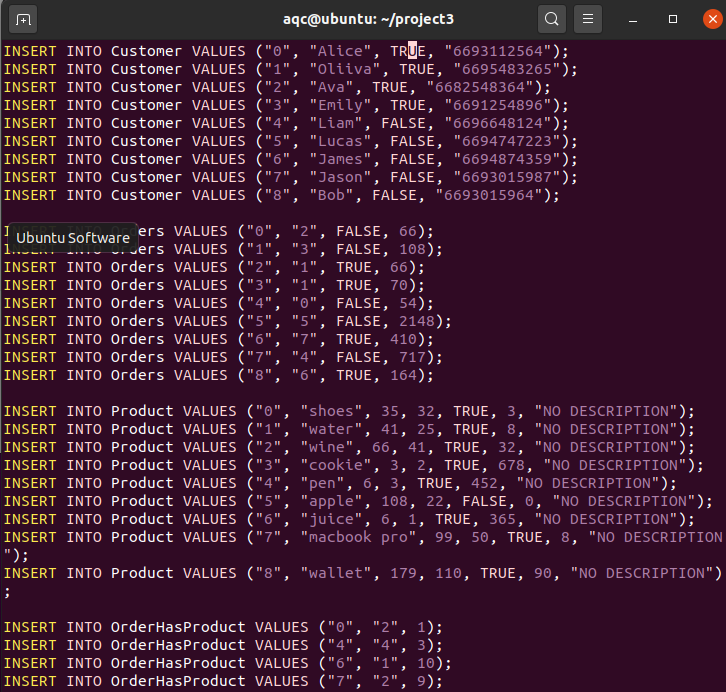 aqc@ubuntu: ~/project3
INSERT INTO Customer VALUES ("0", "Alice", TRUE, "6693112564");
INSERT INTO Customer VALUES ("1", "Oliiva", TRUE, "6695483265");
INSERT INTO Customer VALUES ("2", "Ava", TRUE, "6682548364");
INSERT INTO Customer VALUES ("3", "Emily", TRUE, "6691254896");
INSERT INTO Customer VALUES ("4", "Liam", FALSE, "6696648124");
INSERT INTO Customer VALUES ("5", "Lucas", FALSE, "6694747223");
INSERT INTO Customer VALUES ("6", "James", FALSE, "6694874359");
INSERT INTO Customer VALUES ("7", "Jason", FALSE, "6693015987");
INSERT INTO Customer VALUES ("8", "Bob", FALSE, "6693015964");
INSERT INTO Orders VALUES ("0", "2", FALSE, 66);
Ubuntu Software
INSERT INTO Orders VALUES ("1", "3", FALSE, 108);
INSERT INTO Orders VALUES ("2", "1", TRUE, 66);
INSERT INTO Orders VALUES ("3", "1", TRUE, 70);
INSERT INTO Orders VALUES ("4", "0", FALSE, 54);
INSERT INTO Orders VALUES ("5", "5", FALSE, 2148);
INSERT INTO Orders VALUES ("6", "7", TRUE, 410);
INSERT INTO Orders VALUES ("7", "4", FALSE, 717);
INSERT INTO Orders VALUES ("8", "6", TRUE, 164);
INSERT INTO Product VALUES ("0", "shoes", 35, 32, TRUE, 3, "NO DESCRIPTION");
INSERT INTO Product VALUES ("1", "water", 41, 25, TRUE, 8, "NO DESCRIPTION");
INSERT INTO Product VALUES ("2", "wine", 66, 41, TRUE, 32, "NO DESCRIPTION");
INSERT INTO Product VALUES ("3", "cookie", 3, 2, TRUE, 678, "NO DESCRIPTION");
INSERT INTO Product VALUES ("4", "pen", 6, 3, TRUE, 452, "NO DESCRIPTION");
INSERT INTO Product VALUES ("5", "apple", 108, 22, FALSE, 0, "NO DESCRIPTION");
INSERT INTO Product VALUES ("6", "juice", 6, 1, TRUE, 365, "NO DESCRIPTION");
INSERT INTO Product VALUES ("7", "macbook pro", 99, 50, TRUE, 8, "NO DESCRIPTION
");
INSERT INTO Product VALUES ("8", "wallet", 179, 110, TRUE, 90, "NO DESCRIPTION")
;
INSERT INTO OrderHasProduct VALUES ("0", "2", 1);
INSERT INTO OrderHasProduct VALUES ("4", "4", 3);
INSERT INTO OrderHasProduct VALUES ("6", "1", 10);
INSERT INTO OrderHasProduct VALUES ("7", "2", 9);